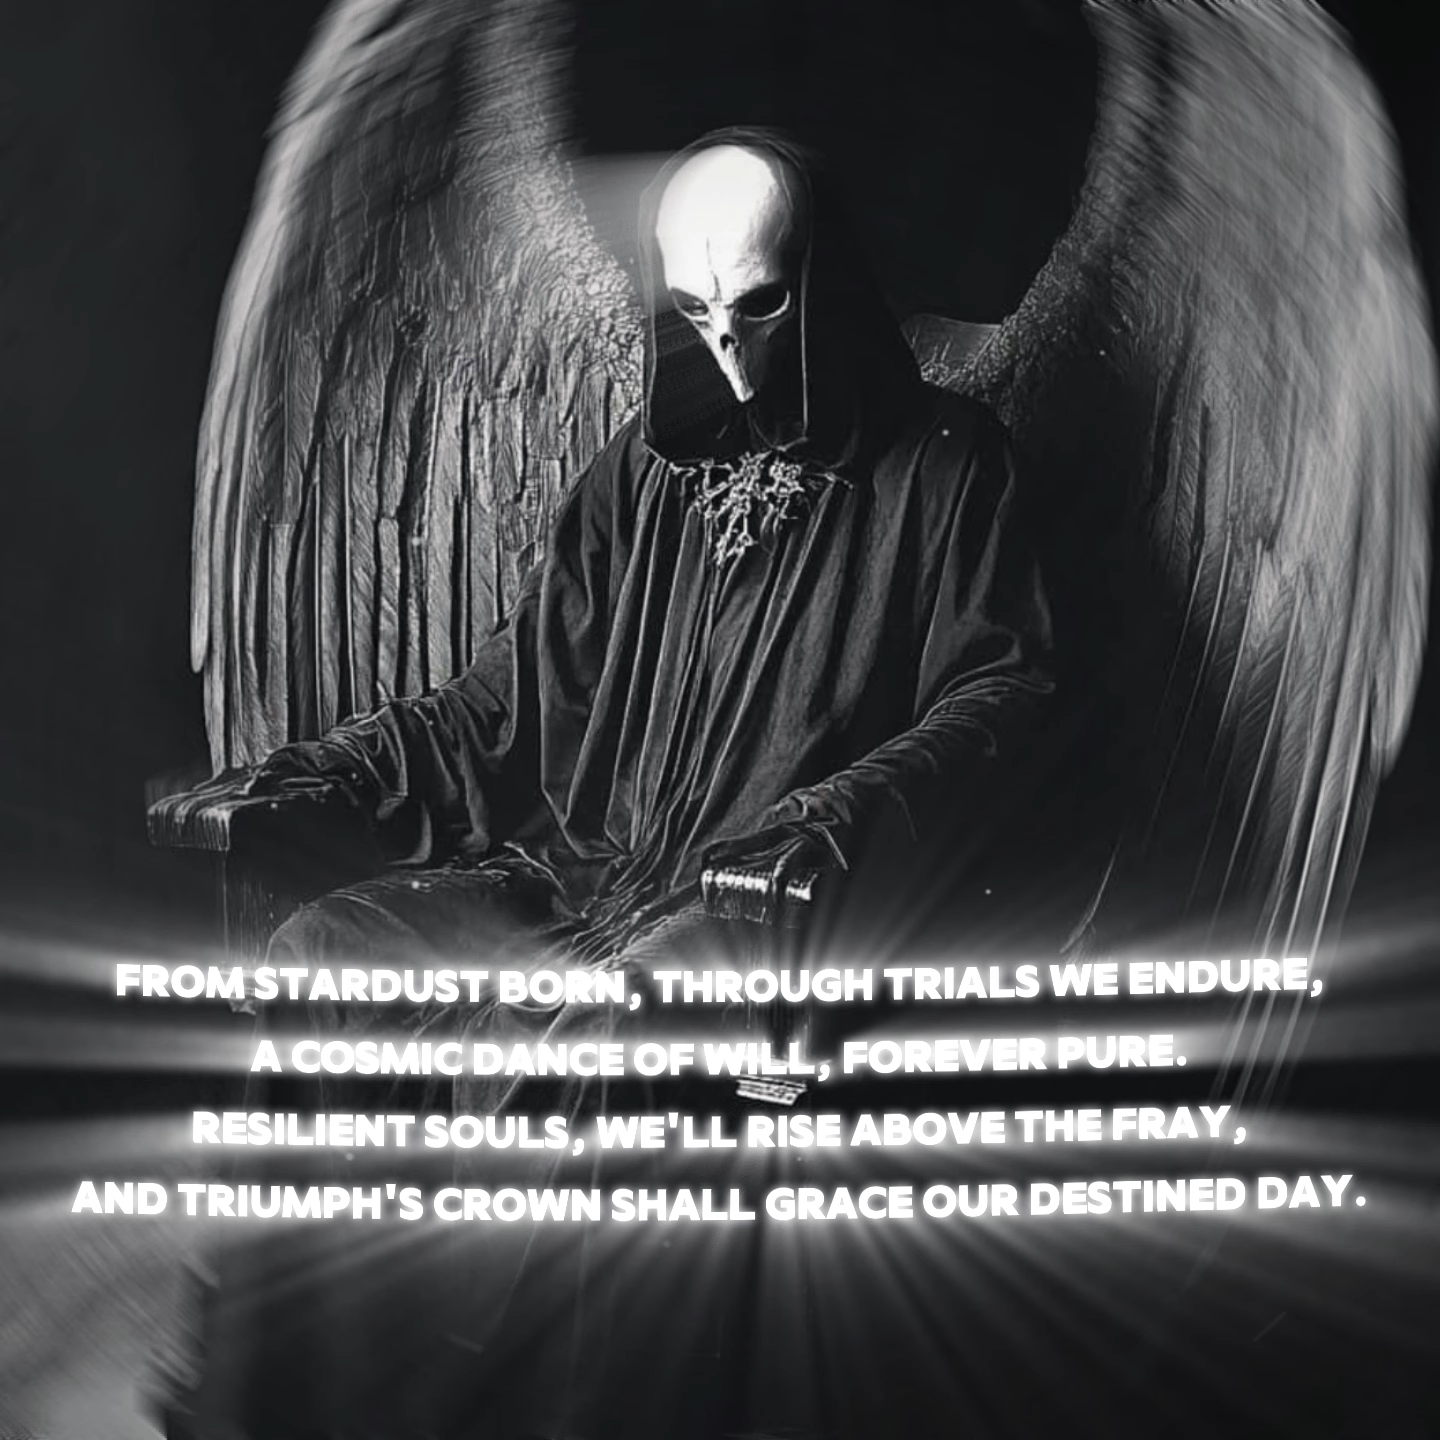 FROM STARDUST BORN, THROUGH TRIALS WE ENDURE,
A COSMIC DANCE OF WILL, FOREVER PURE.
RESILIENT SOULS, WE'LL RISE ABOVE THE FRAY,
AND TRIUMPH'S CROWN SHALL GRACE OUR DESTINED DAY.